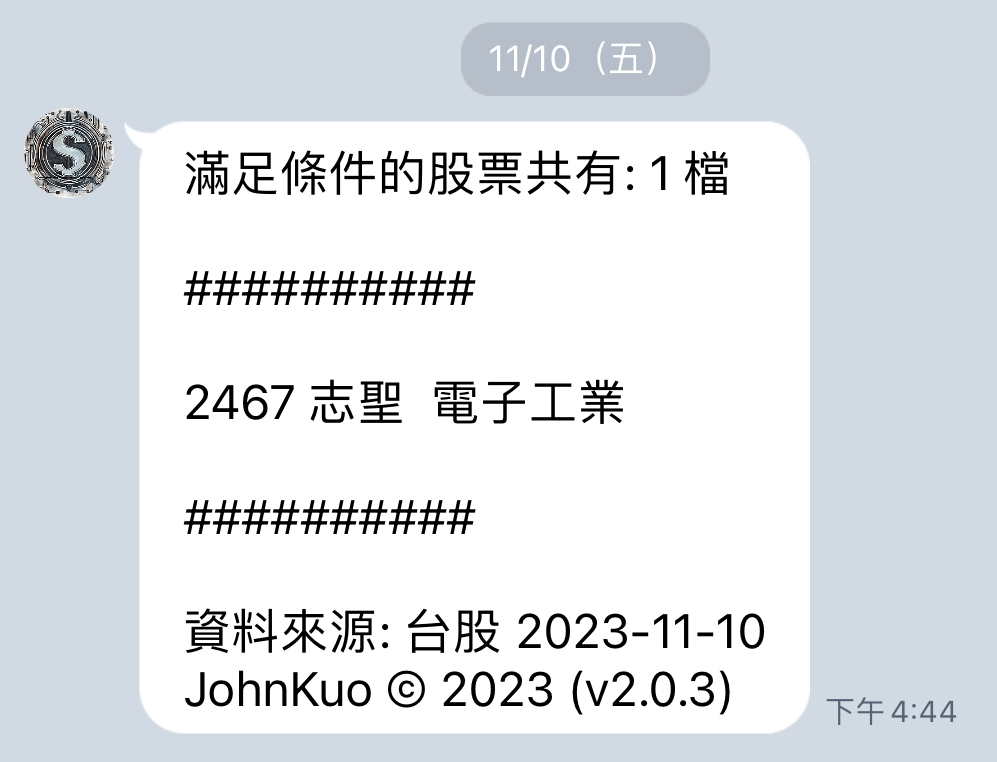 11/10（五）
滿足條件的股票共有: 1 檔
##########
2467 志聖  電子工業
##########
資料來源: 台股 2023-11-10
JohnKuo © 2023 (v2.0.3)
下午 4:44